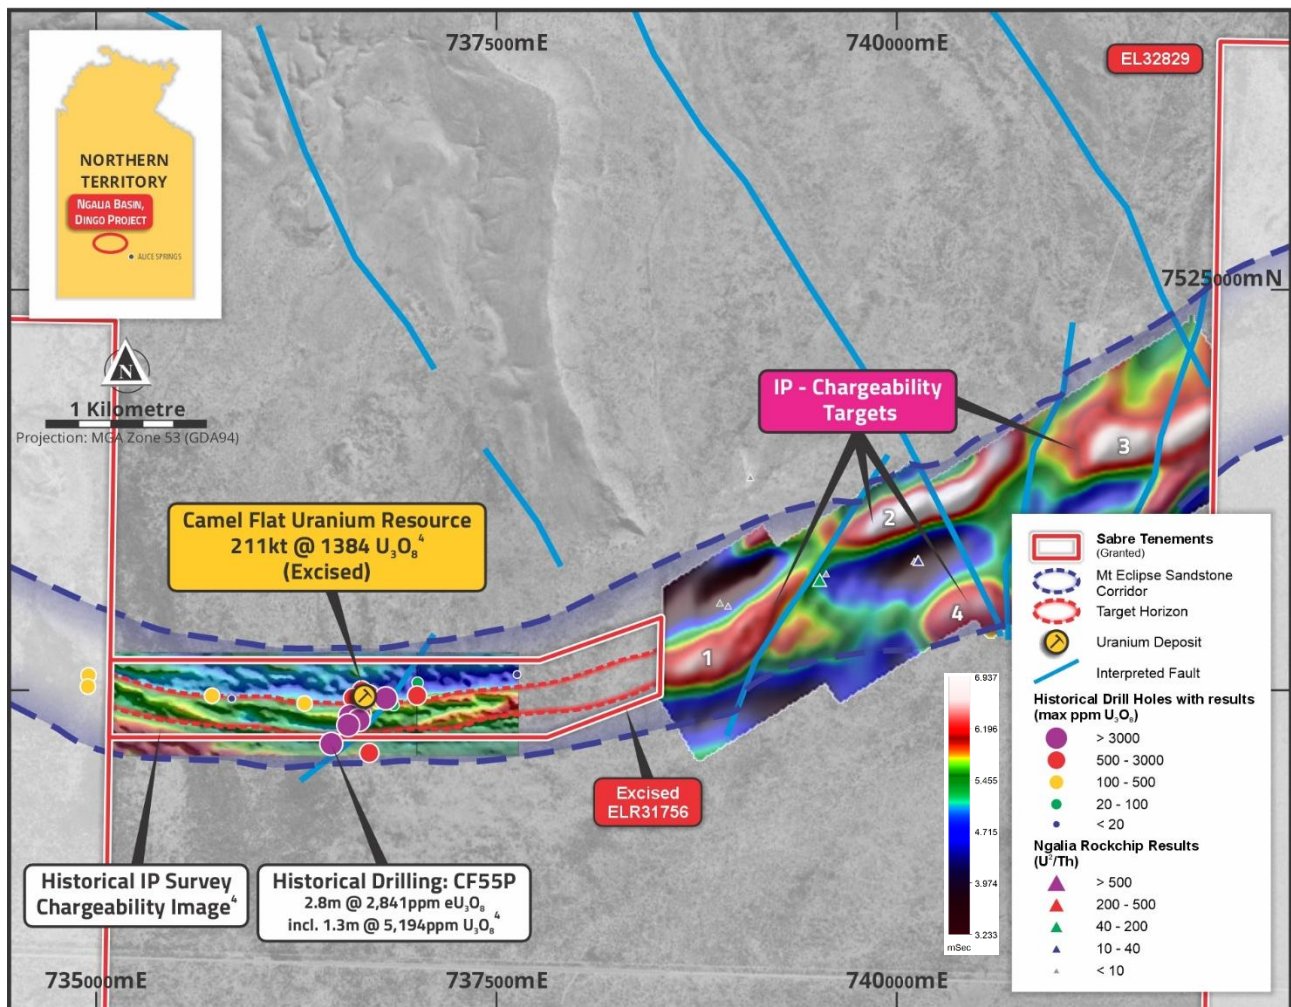 737500mE
740000mE
EL32829
NORTHERN
TERRITORY
NGALIA BASIN,
DINGO PROJECT
ALICE SPRINGS
7525000mN
N
1 Kilometre
Projection: MGA Zone 53 (GDA94)
IP - Chargeability
Targets
3
2
4
1
Camel Flat Uranium Resource
211kt @ 1384 U₃O₈⁴
(Excised)
Excised
ELR31756
Historical IP Survey
Chargeability Image⁴
Historical Drilling: CF55P
2.8m @ 2,841ppm eU₃O₈
incl. 1.3m @ 5,194ppm U₃O₈⁴
6.937
6.196
5.455
4.715
3.974
3.233
mSec
Sabre Tenements
(Granted)
Mt Eclipse Sandstone
Corridor
Target Horizon
Uranium Deposit
Interpreted Fault
Historical Drill Holes with results
(max ppm U₃O₈)
> 3000
500 - 3000
100 - 500
20 - 100
< 20
Ngalia Rockchip Results
(U²/Th)
> 500
200 - 500
40 - 200
10 - 40
< 10
735000mE
737500mE
740000mE